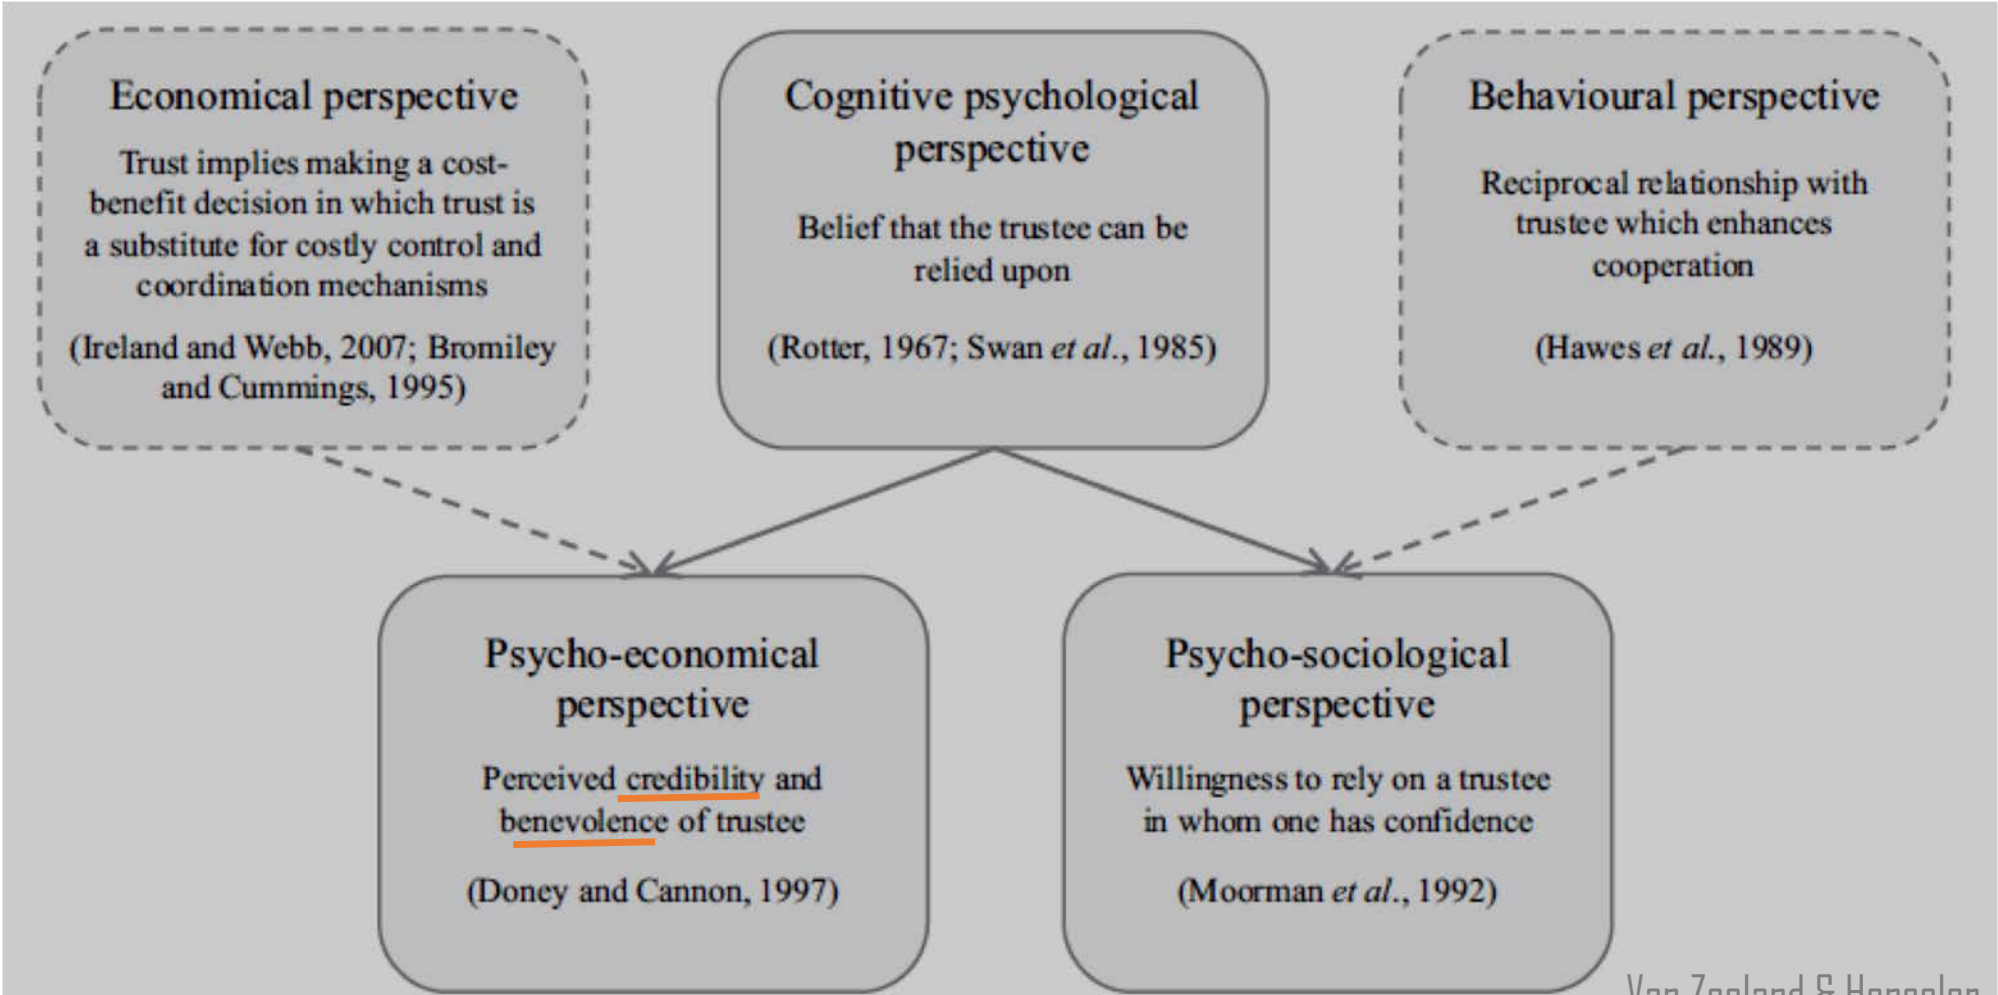 Economical perspective
Trust implies making a cost-
benefit decision in which trust is
a substitute for costly control and
coordination mechanisms
(Ireland and Webb, 2007; Bromiley
and Cummings, 1995)
Cognitive psychological
perspective
Belief that the trustee can be
relied upon
(Rotter, 1967; Swan et al., 1985)
Behavioural perspective
Reciprocal relationship with
trustee which enhances
cooperation
(Hawes et al., 1989)
Psycho-economical
perspective
Perceived credibility and
benevolence of trustee
(Doney and Cannon, 1997)
Psycho-sociological
perspective
Willingness to rely on a trustee
in whom one has confidence
(Moorman et al., 1992)
Van Zeeland & Henseler